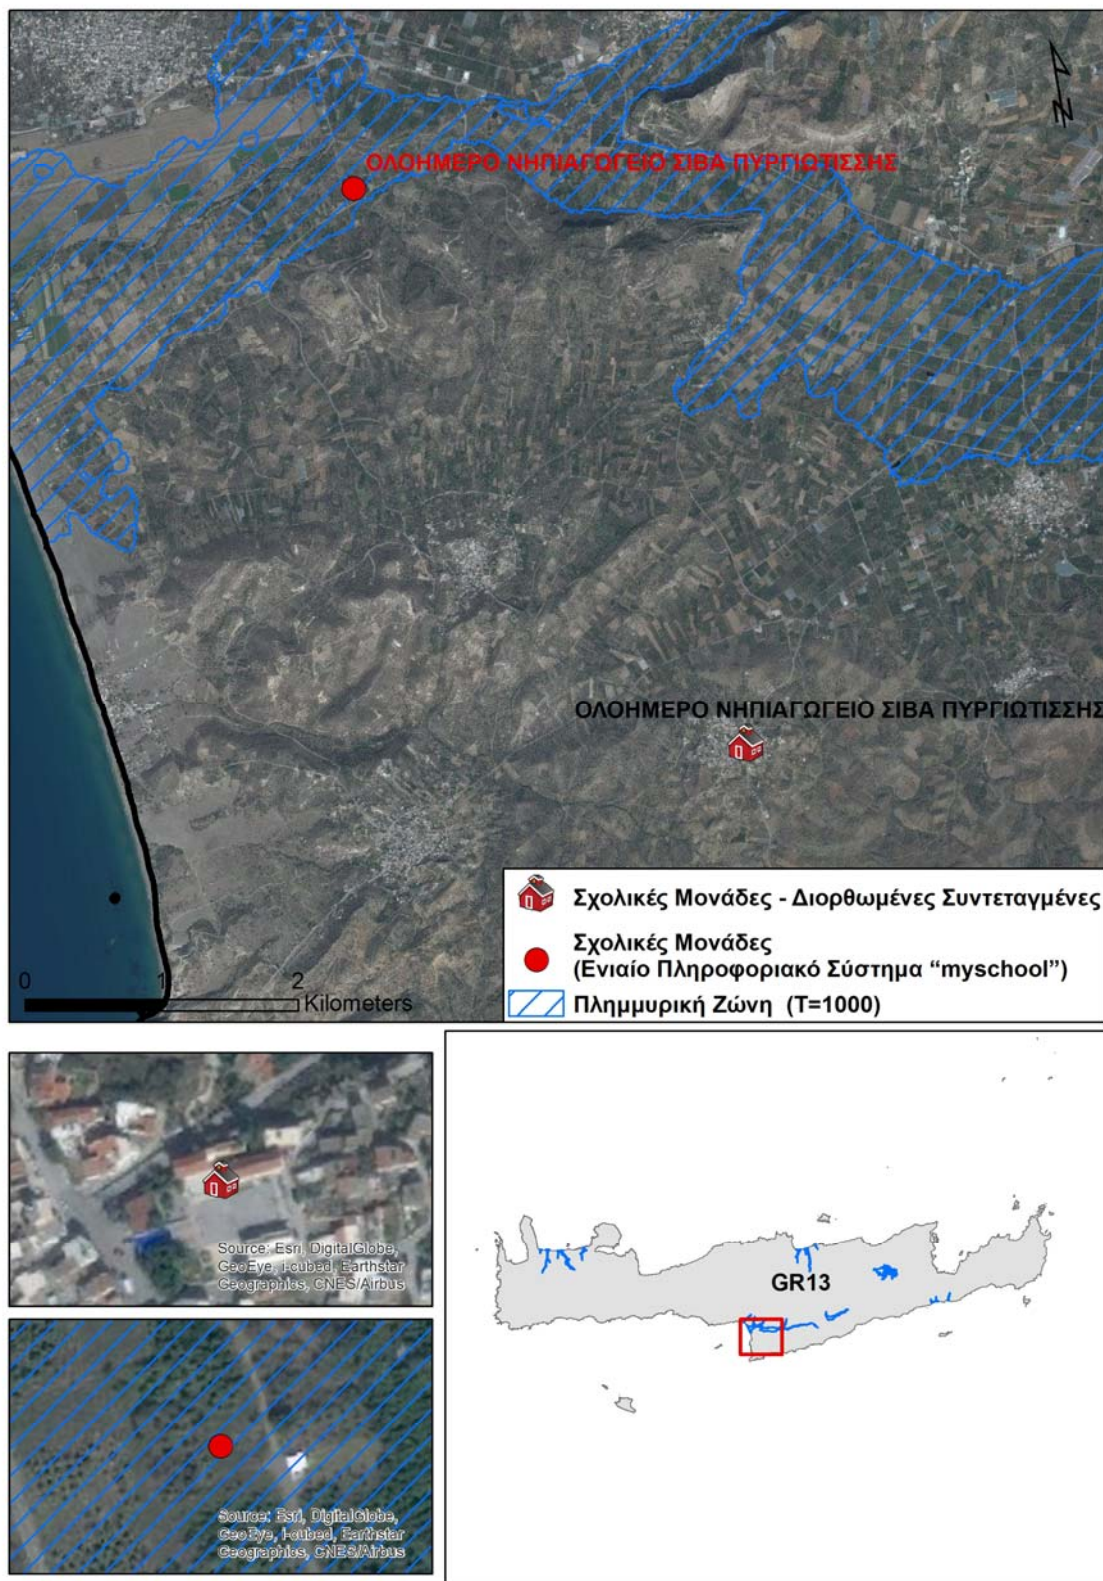 N
ΟΛΟΗΜΕΡΟ ΝΗΠΙΑΓΩΓΕΙΟ ΣΙΒΑ ΠΥΡΓΙΩΤΙΣΣΗΣ
ΟΛΟΗΜΕΡΟ ΝΗΠΙΑΓΩΓΕΙΟ ΣΙΒΑ ΠΥΡΓΙΩΤΙΣΣΗΣ
Σχολικές Μονάδες - Διορθωμένες Συντεταγμένες
Σχολικές Μονάδες
(Ενιαίο Πληροφοριακό Σύστημα “myschool”)
Πλημμυρική Ζώνη (T=1000)
0 1 2
Kilometers
Source: Esri, DigitalGlobe,
GeoEye, i-cubed, Earthstar
Geographics, CNES/Airbus
Source: Esri, DigitalGlobe,
GeoEye, i-cubed, Earthstar
Geographics, CNES/Airbus
GR13